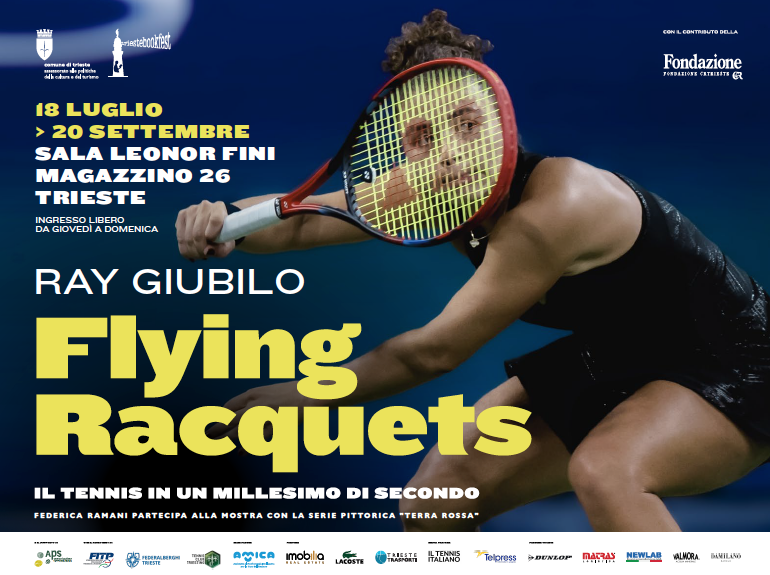 comune di trieste
assessorato alle politiche
della cultura e del turismo
triestebookfest
CON IL CONTRIBUTO DELLA
Fondazione
FONDAZIONE CRTRIESTE
18 LUGLIO
> 20 SETTEMBRE
SALA LEONOR FINI
MAGAZZINO 26
TRIESTE
INGRESSO LIBERO
DA GIOVEDÌ A DOMENICA
RAY GIUBILO
Flying
Racquets
IL TENNIS IN UN MILLESIMO DI SECONDO
FEDERICA RAMANI PARTECIPA ALLA MOSTRA CON LA SERIE PITTORICA "TERRA ROSSA"
APS
FITP
FEDERALBERGHI
TRIESTE
AMICA
imobilia
REAL ESTATE
LACOSTE
TRIESTE
TRASPORTI
IL TENNIS
ITALIANO
Telpress
DUNLOP
MATRAS
NEWLAB
VALMORA
DAMILANO